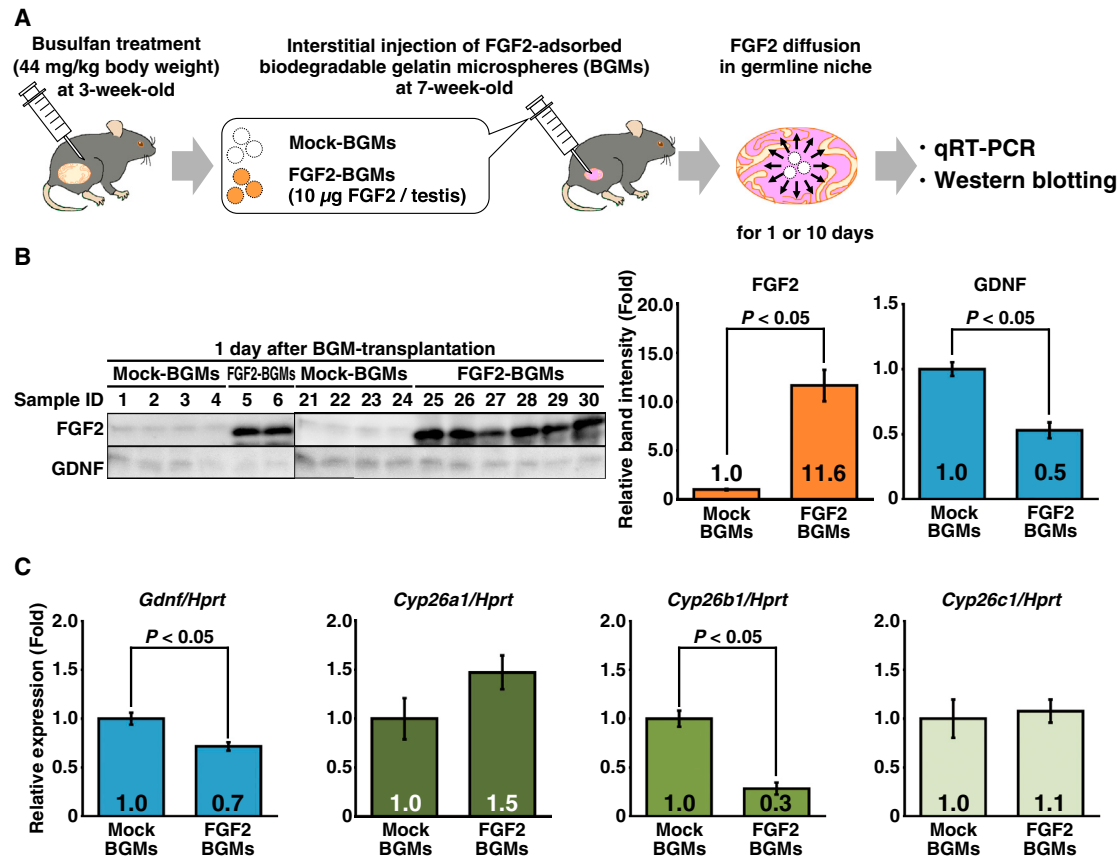 A
Busulfan treatment
(44 mg/kg body weight)
at 3-week-old
Interstitial injection of FGF2-adsorbed
biodegradable gelatin microspheres (BGMs)
at 7-week-old
FGF2 diffusion
in germline niche
Mock-BGMs
FGF2-BGMs
(10 µg FGF2 / testis)
for 1 or 10 days
· qRT-PCR
· Western blotting
B
1 day after BGM-transplantation
Mock-BGMs FGF2-BGMs Mock-BGMs FGF2-BGMs
Sample ID 1 2 3 4 5 6 21 22 23 24 25 26 27 28 29 30
FGF2
GDNF
Relative band intensity (Fold)
FGF2
20.0
15.0
10.0
5.0
0
P < 0.05
1.0
11.6
Mock
BGMs
FGF2
BGMs
GDNF
1.5
1.0
0.5
0
P < 0.05
1.0
0.5
Mock
BGMs
FGF2
BGMs
C
Relative expression (Fold)
Gdnf/Hprt
2.0
1.5
1.0
0.5
0
P < 0.05
1.0
0.7
Mock
BGMs
FGF2
BGMs
Cyp26a1/Hprt
2.0
1.5
1.0
0.5
0
1.0
1.5
Mock
BGMs
FGF2
BGMs
Cyp26b1/Hprt
2.0
1.5
1.0
0.5
0
P < 0.05
1.0
0.3
Mock
BGMs
FGF2
BGMs
Cyp26c1/Hprt
2.0
1.5
1.0
0.5
0
1.0
1.1
Mock
BGMs
FGF2
BGMs